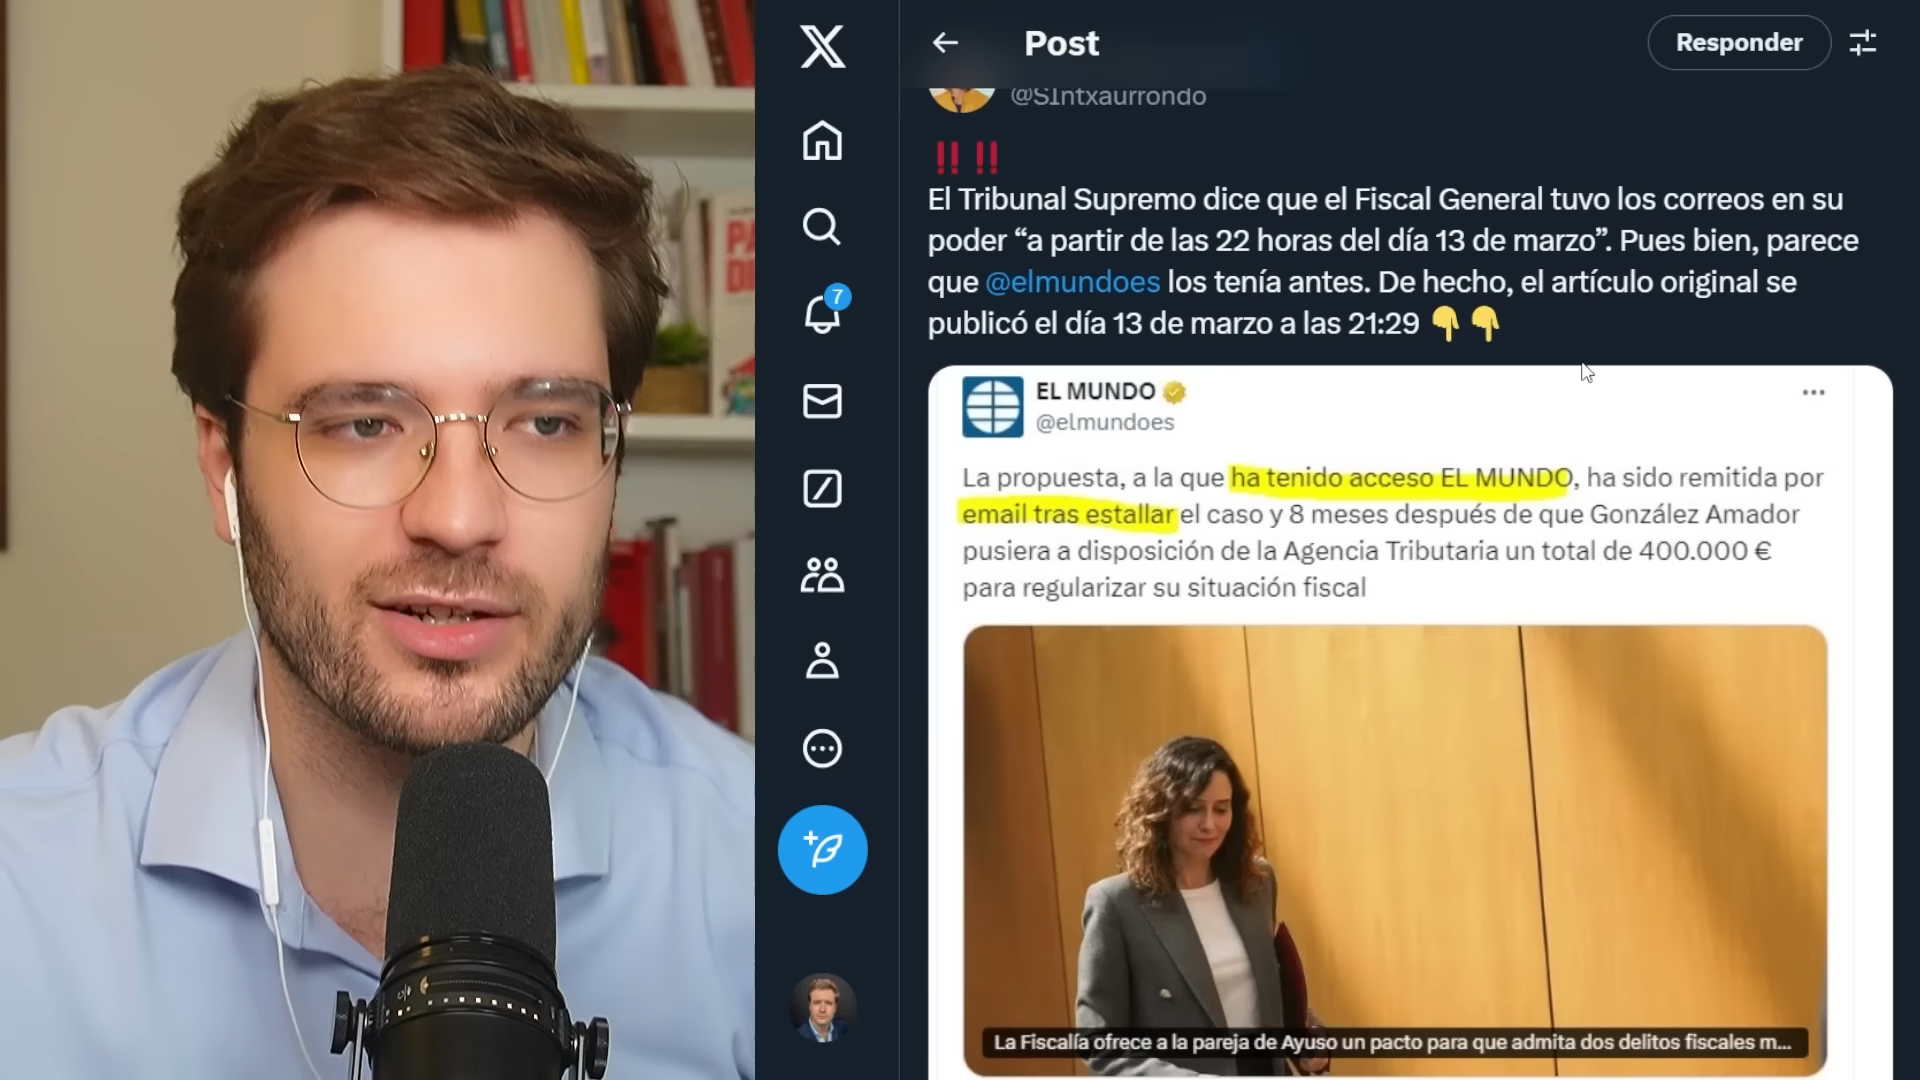 Post
Responder
@SIntxaurrondo
‼️ ‼️
El Tribunal Supremo dice que el Fiscal General tuvo los correos en su
poder “a partir de las 22 horas del día 13 de marzo”. Pues bien, parece
que @elmundoes los tenía antes. De hecho, el artículo original se
publicó el día 13 de marzo a las 21:29 👇 👇
7
EL MUNDO
@elmundoes
La propuesta, a la que ha tenido acceso EL MUNDO, ha sido remitida por
email tras estallar el caso y 8 meses después de que González Amador
pusiera a disposición de la Agencia Tributaria un total de 400.000 €
para regularizar su situación fiscal
La Fiscalía ofrece a la pareja de Ayuso un pacto para que admita dos delitos fiscales m...